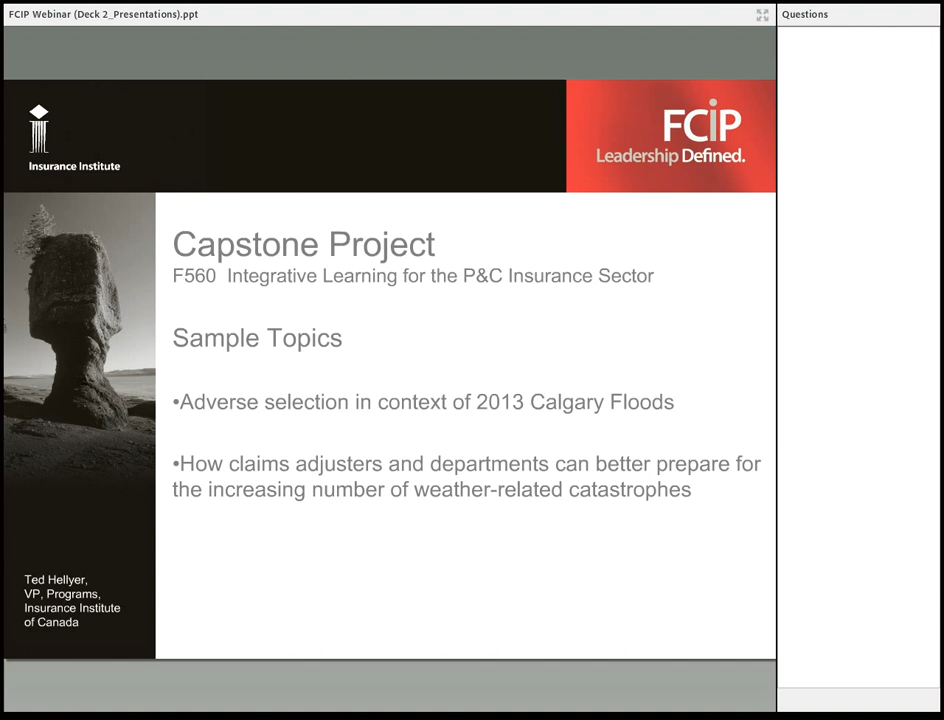 FCIP Webinar (Deck 2_Presentations).ppt
Questions
Insurance Institute
FCiP
Leadership Defined.
Capstone Project
F560 Integrative Learning for the P&C Insurance Sector
Sample Topics
•Adverse selection in context of 2013 Calgary Floods
•How claims adjusters and departments can better prepare for
the increasing number of weather-related catastrophes
Ted Hellyer,
VP, Programs,
Insurance Institute
of Canada